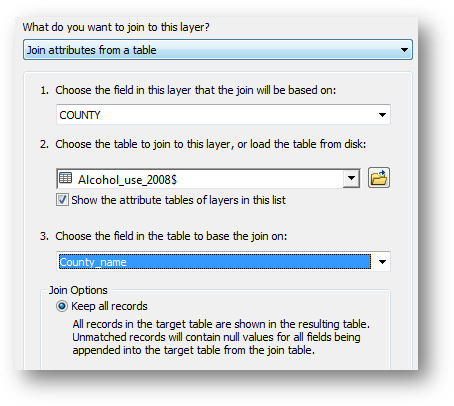 What do you want to join to this layer?
Join attributes from a table
1. Choose the field in this layer that the join will be based on:
COUNTY
2. Choose the table to join to this layer, or load the table from disk:
Alcohol_use_2008$
Show the attribute tables of layers in this list
3. Choose the field in the table to base the join on:
County_name
Join Options
Keep all records
All records in the target table are shown in the resulting table.
Unmatched records will contain null values for all fields being
appended into the target table from the join table.